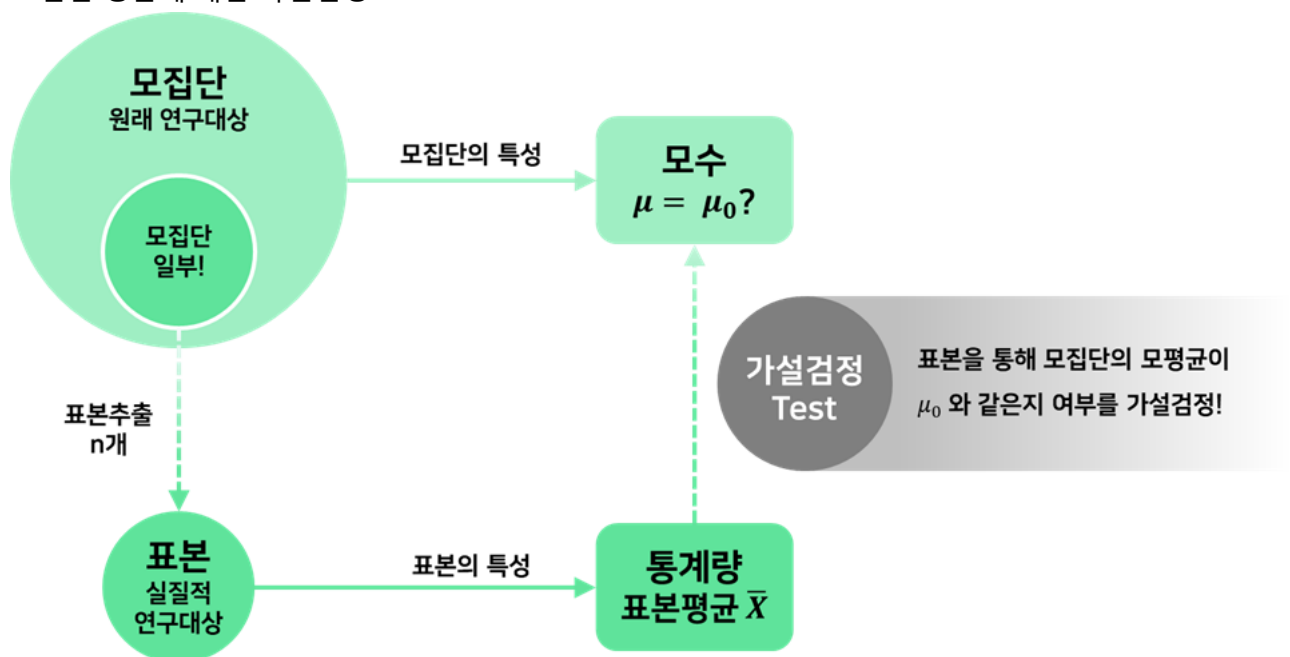 모집단
원래 연구대상
모집단
일부!
모집단의 특성
모수
μ = μ₀?
표본추출
n개
가설검정
Test
표본을 통해 모집단의 모평균이
μ₀ 와 같은지 여부를 가설검정!
표본
실질적
연구대상
표본의 특성
통계량
표본평균 X̄